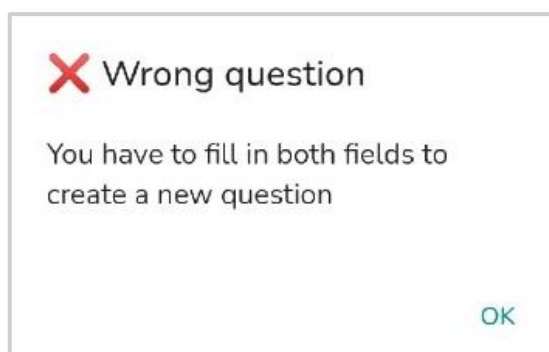 ❌ Wrong question
You have to fill in both fields to
create a new question
OK